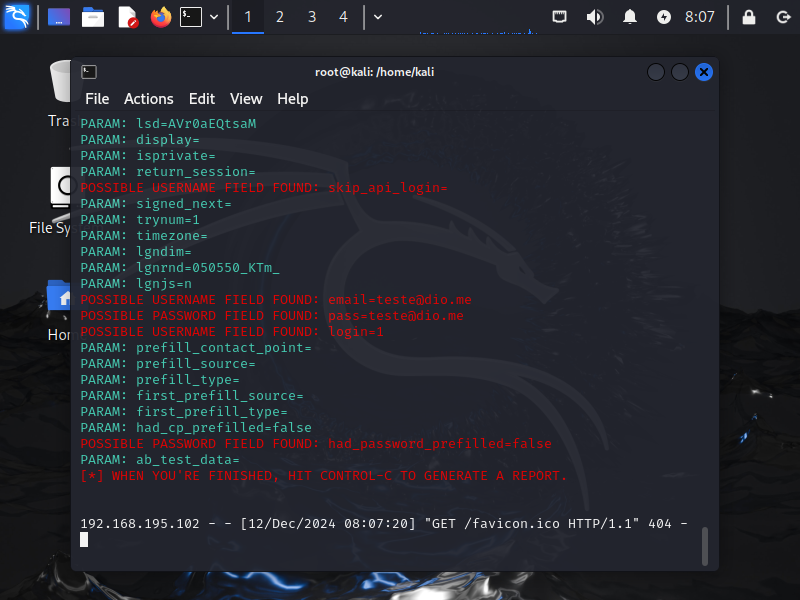 1 2 3 4 8:07
root@kali: /home/kali
File Actions Edit View Help
PARAM: lsd=AVr0aEQtsaM
PARAM: display=
PARAM: isprivate=
PARAM: return_session=
POSSIBLE USERNAME FIELD FOUND: skip_api_login=
PARAM: signed_next=
PARAM: trynum=1
PARAM: timezone=
PARAM: lgndim=
PARAM: lgnrnd=050550_KTm_
PARAM: lgnjs=n
POSSIBLE USERNAME FIELD FOUND: email=teste@dio.me
POSSIBLE PASSWORD FIELD FOUND: pass=teste@dio.me
POSSIBLE USERNAME FIELD FOUND: login=1
PARAM: prefill_contact_point=
PARAM: prefill_source=
PARAM: prefill_type=
PARAM: first_prefill_source=
PARAM: first_prefill_type=
PARAM: had_cp_prefilled=false
POSSIBLE PASSWORD FIELD FOUND: had_password_prefilled=false
PARAM: ab_test_data=
[*] WHEN YOU'RE FINISHED, HIT CONTROL-C TO GENERATE A REPORT.
192.168.195.102 - - [12/Dec/2024 08:07:20] "GET /favicon.ico HTTP/1.1" 404 -
Tra
File Sy
Hom